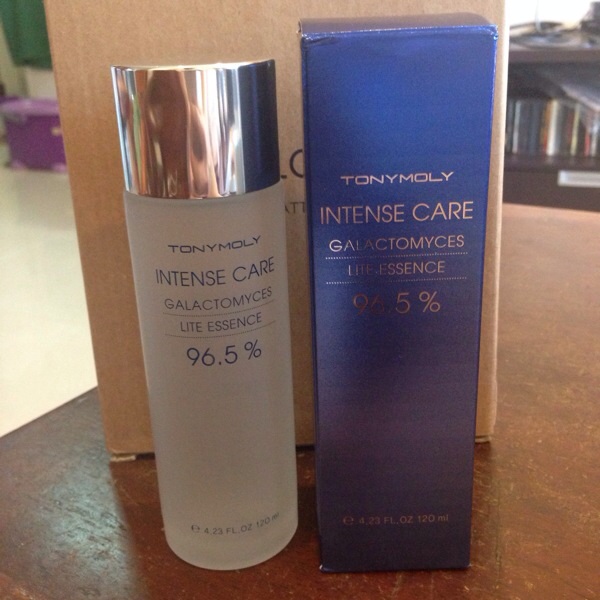 TONYMOLY
INTENSE CARE
GALACTOMYCES
LITE ESSENCE
96.5 %
℮ 4.23 FL.OZ 120 ml
TONYMOLY
INTENSE CARE
GALACTOMYCES
LITE ESSENCE
96.5 %
℮ 4.23 FL.OZ 120 ml